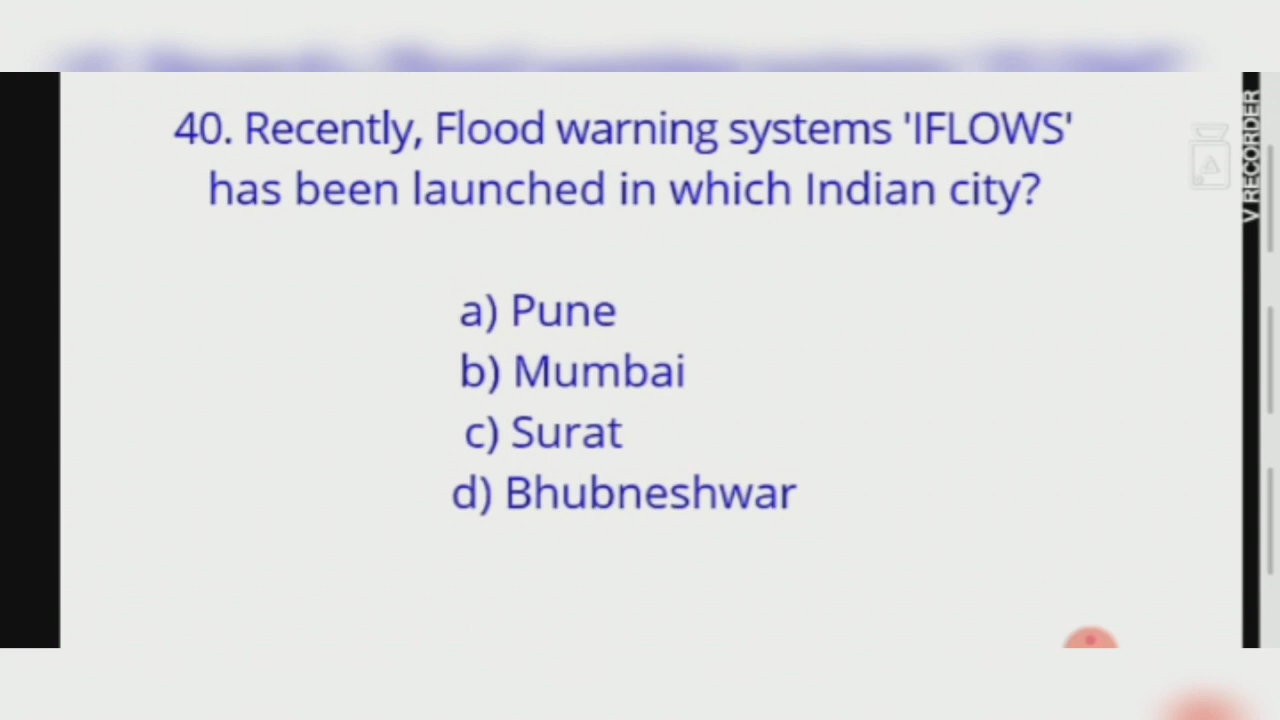 40. Recently, Flood warning systems 'IFLOWS'
has been launched in which Indian city?
a) Pune
b) Mumbai
c) Surat
d) Bhubneshwar
V RECORDER